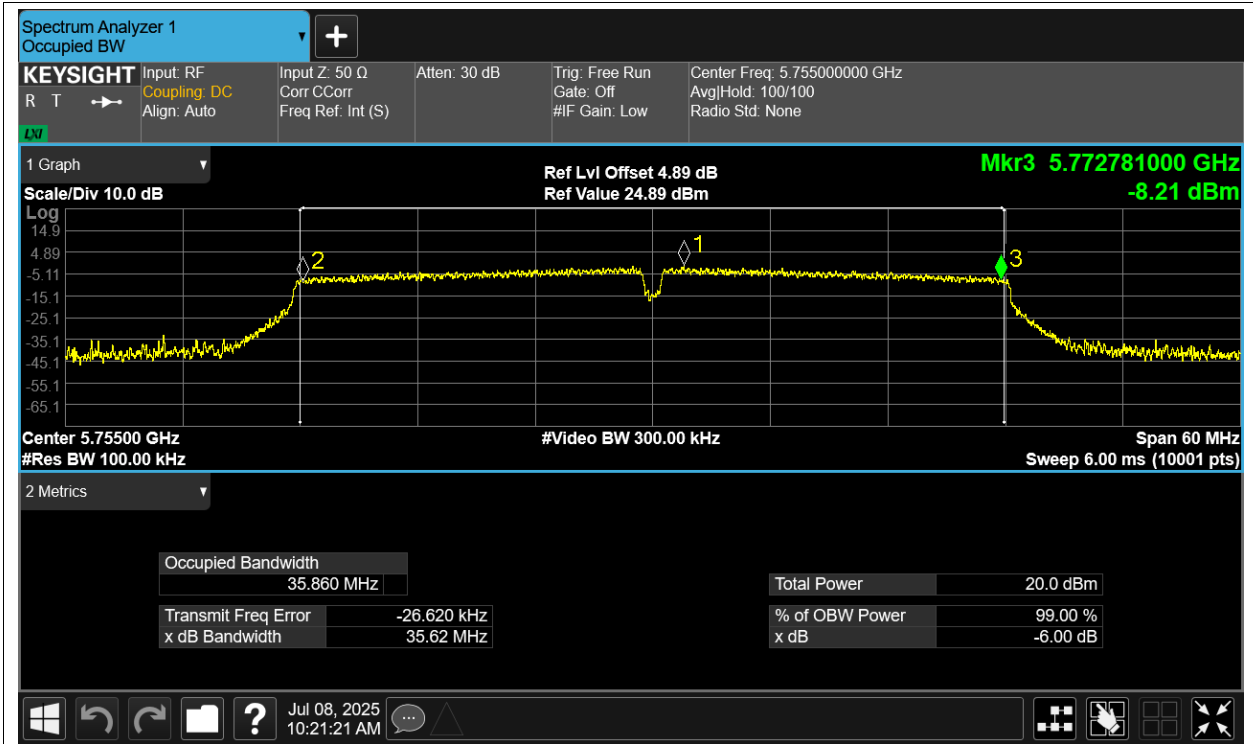 Spectrum Analyzer 1
Occupied BW
KEYSIGHT
R T
LXI
Input: RF
Coupling: DC
Align: Auto
Input Z: 50 Ω
Corr CCorr
Freq Ref: Int (S)
Atten: 30 dB
Trig: Free Run
Gate: Off
#IF Gain: Low
Center Freq: 5.755000000 GHz
Avg|Hold: 100/100
Radio Std: None
1 Graph
Scale/Div 10.0 dB
Ref Lvl Offset 4.89 dB
Ref Value 24.89 dBm
Mkr3 5.772781000 GHz
-8.21 dBm
Log
14.9
4.89
-5.11
-15.1
-25.1
-35.1
-45.1
-55.1
-65.1
2
1
3
Center 5.75500 GHz
#Res BW 100.00 kHz
#Video BW 300.00 kHz
Span 60 MHz
Sweep 6.00 ms (10001 pts)
2 Metrics
Occupied Bandwidth
35.860 MHz
Transmit Freq Error -26.620 kHz
x dB Bandwidth 35.62 MHz
Total Power 20.0 dBm
% of OBW Power 99.00 %
x dB -6.00 dB
?
Jul 08, 2025
10:21:21 AM